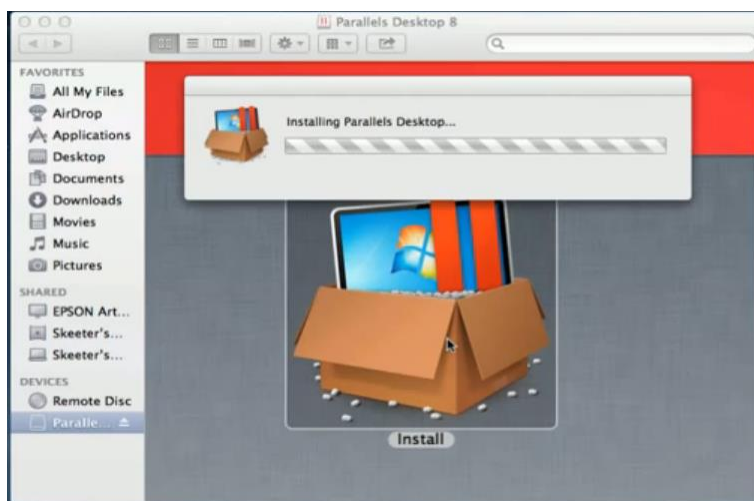 Parallels Desktop 8
FAVORITES
All My Files
AirDrop
Applications
Desktop
Documents
Downloads
Movies
Music
Pictures
SHARED
EPSON Art...
Skeeter's...
Skeeter's...
DEVICES
Remote Disc
Paralle...
Installing Parallels Desktop...
Install